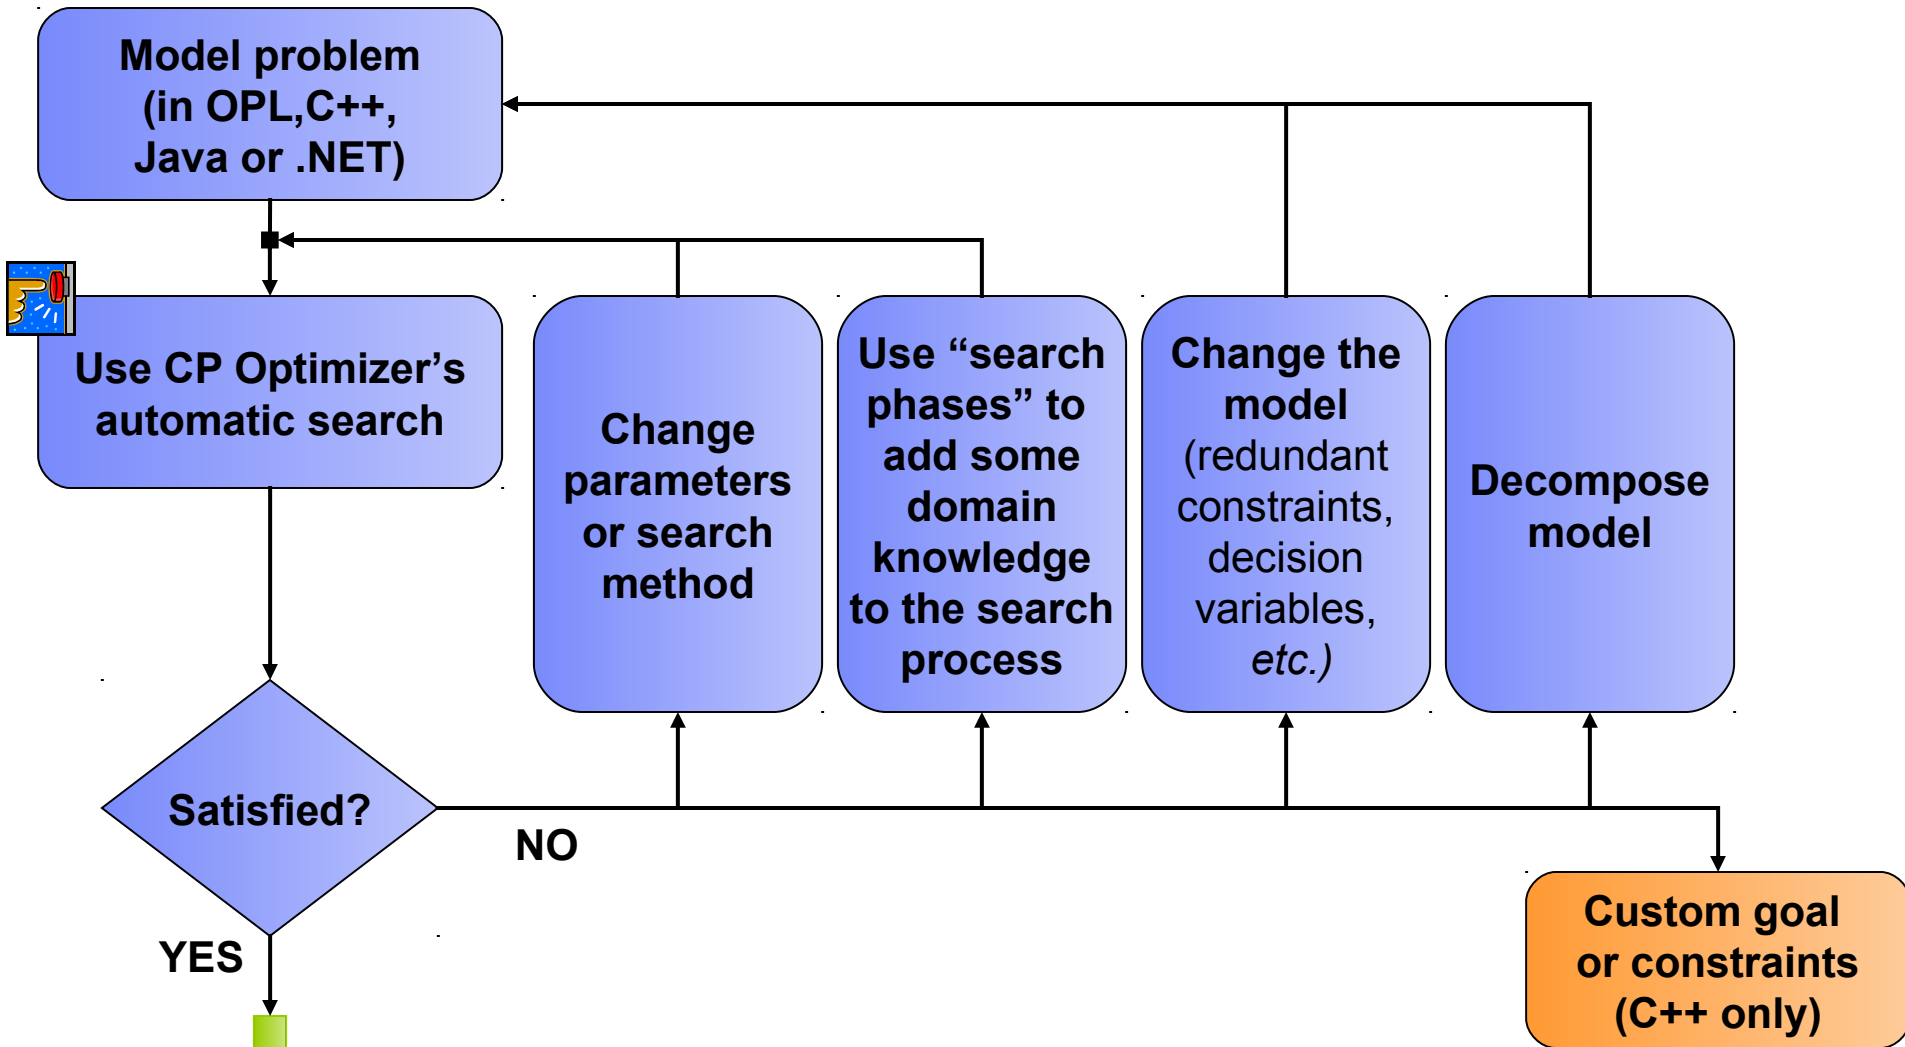 Model problem
(in OPL,C++,
Java or .NET)
Use CP Optimizer’s
automatic search
Change
parameters
or search
method
Use “search
phases” to
add some
domain
knowledge
to the search
process
Change the
model
(redundant
constraints,
decision
variables,
etc.)
Decompose
model
Satisfied?
NO
YES
Custom goal
or constraints
(C++ only)